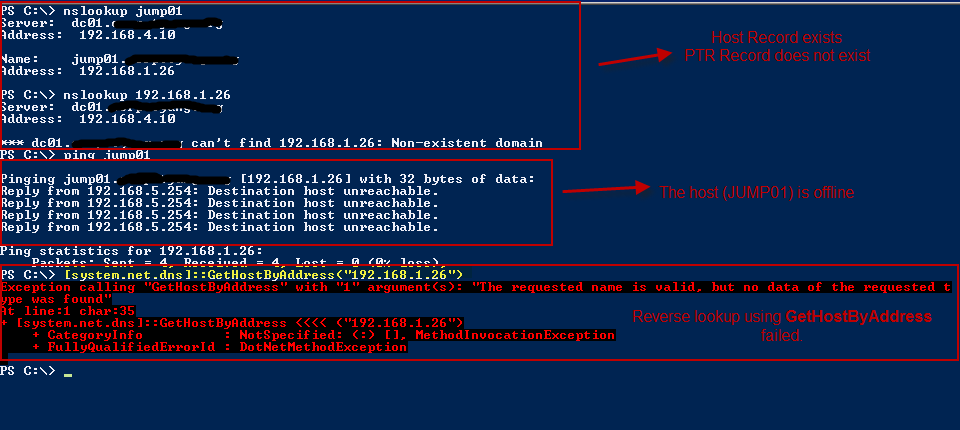 PS C:\> nslookup jump01
Server:  dc01.
Address:  192.168.4.10
Name:    jump01.
Address:  192.168.1.26
PS C:\> nslookup 192.168.1.26
Server:  dc01.
Address:  192.168.4.10
*** dc01. can't find 192.168.1.26: Non-existent domain
PS C:\> ping jump01
Pinging jump01. [192.168.1.26] with 32 bytes of data:
Reply from 192.168.5.254: Destination host unreachable.
Reply from 192.168.5.254: Destination host unreachable.
Reply from 192.168.5.254: Destination host unreachable.
Reply from 192.168.5.254: Destination host unreachable.
Ping statistics for 192.168.1.26:
Packets: Sent = 4, Received = 4, Lost = 0 (0% loss),
PS C:\> [system.net.dns]::GetHostByAddress("192.168.1.26")
Exception calling "GetHostByAddress" with "1" argument(s): "The requested name is valid, but no data of the requested t
ype was found"
At line:1 char:35
+ [system.net.dns]::GetHostByAddress <<<< ("192.168.1.26")
+ CategoryInfo          : NotSpecified: (:) [], MethodInvocationException
+ FullyQualifiedErrorId : DotNetMethodException
PS C:\> _
Host Record exists
PTR Record does not exist
The host (JUMP01) is offline
Reverse lookup using GetHostByAddress
failed.